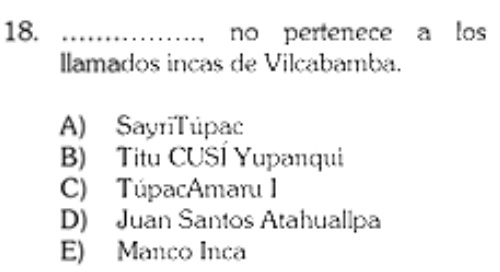 18. ................, no pertenece a los
llamados incas de Vilcabamba.
A) SayriTúpac
B) Titu CUSÍ Yupanqui
C) TúpacAmaru I
D) Juan Santos Atahuallpa
E) Manco Inca